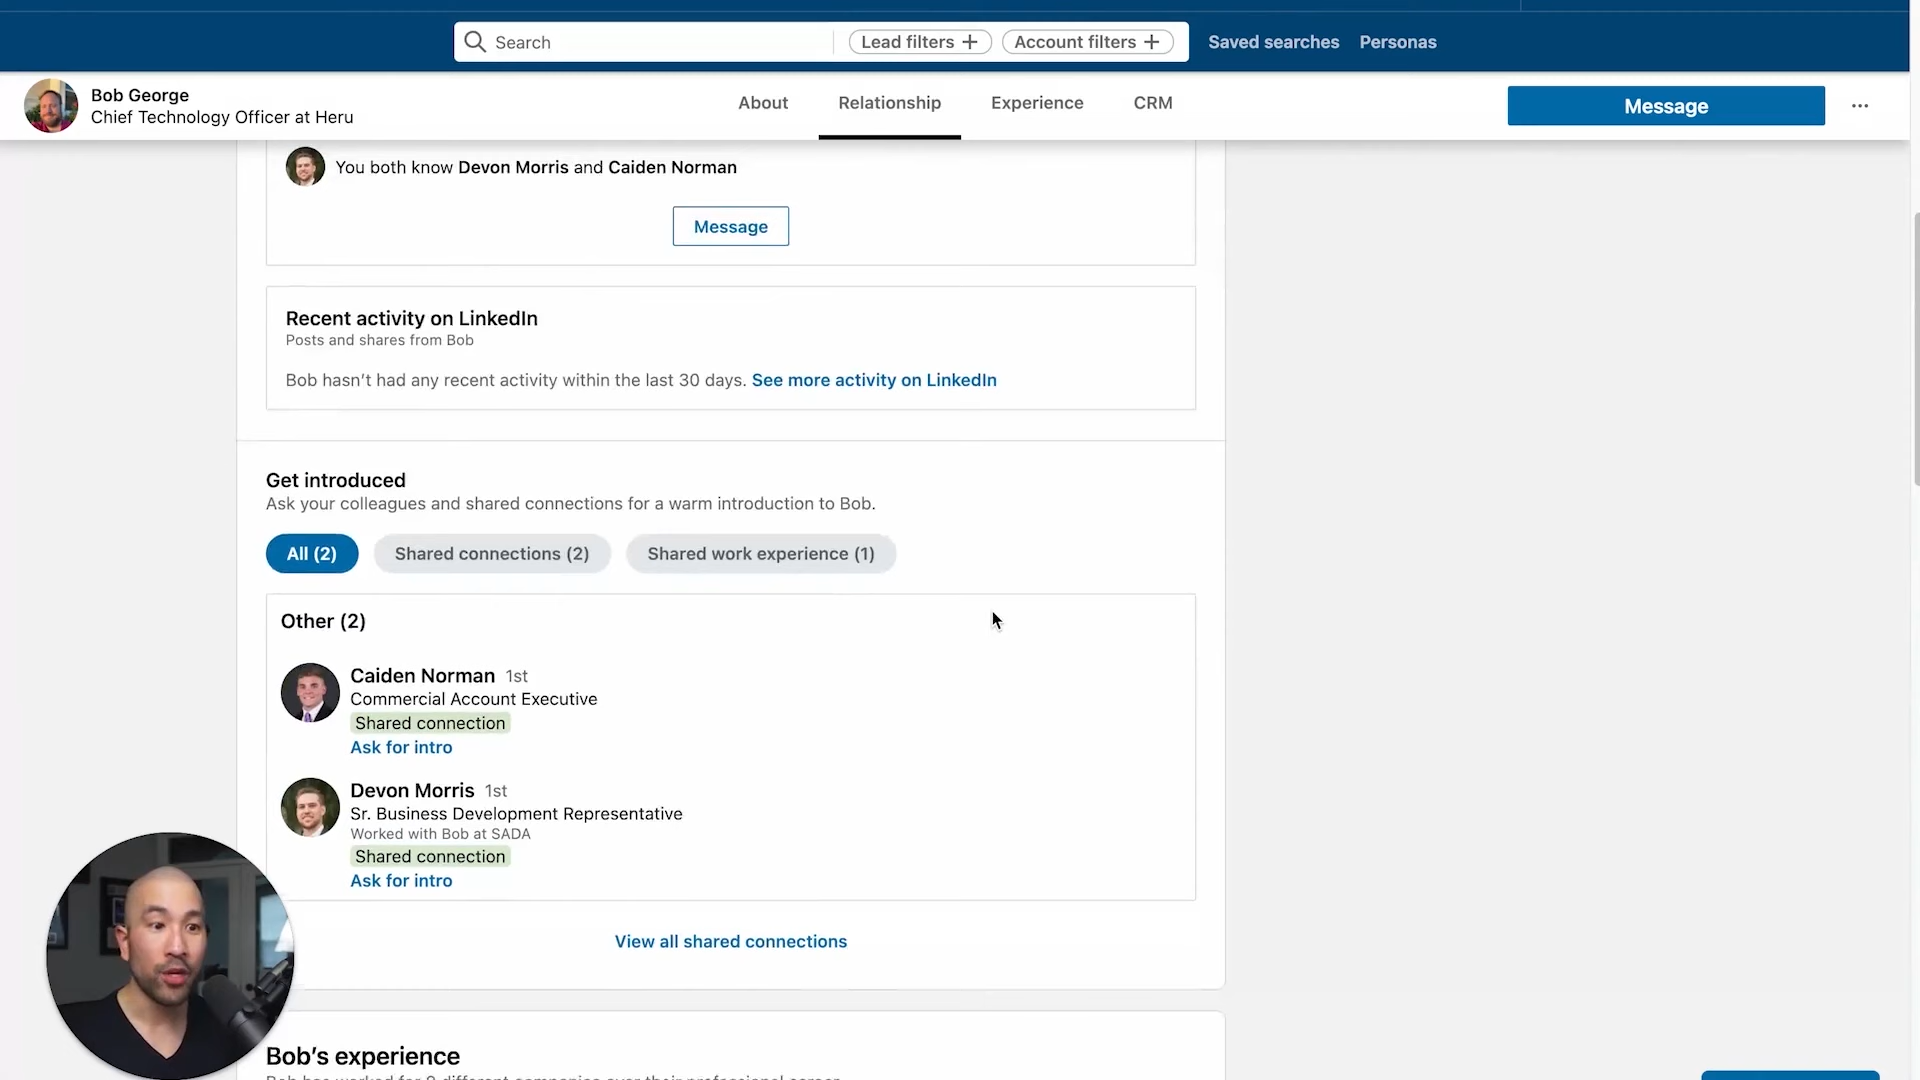 Search
Lead filters +
Account filters +
Saved searches
Personas
Bob George
Chief Technology Officer at Heru
About
Relationship
Experience
CRM
Message
You both know Devon Morris and Caiden Norman
Message
Recent activity on LinkedIn
Posts and shares from Bob
Bob hasn't had any recent activity within the last 30 days. See more activity on LinkedIn
Get introduced
Ask your colleagues and shared connections for a warm introduction to Bob.
All (2)
Shared connections (2)
Shared work experience (1)
Other (2)
Caiden Norman 1st
Commercial Account Executive
Shared connection
Ask for intro
Devon Morris 1st
Sr. Business Development Representative
Worked with Bob at SADA
Shared connection
Ask for intro
View all shared connections
Bob's experience